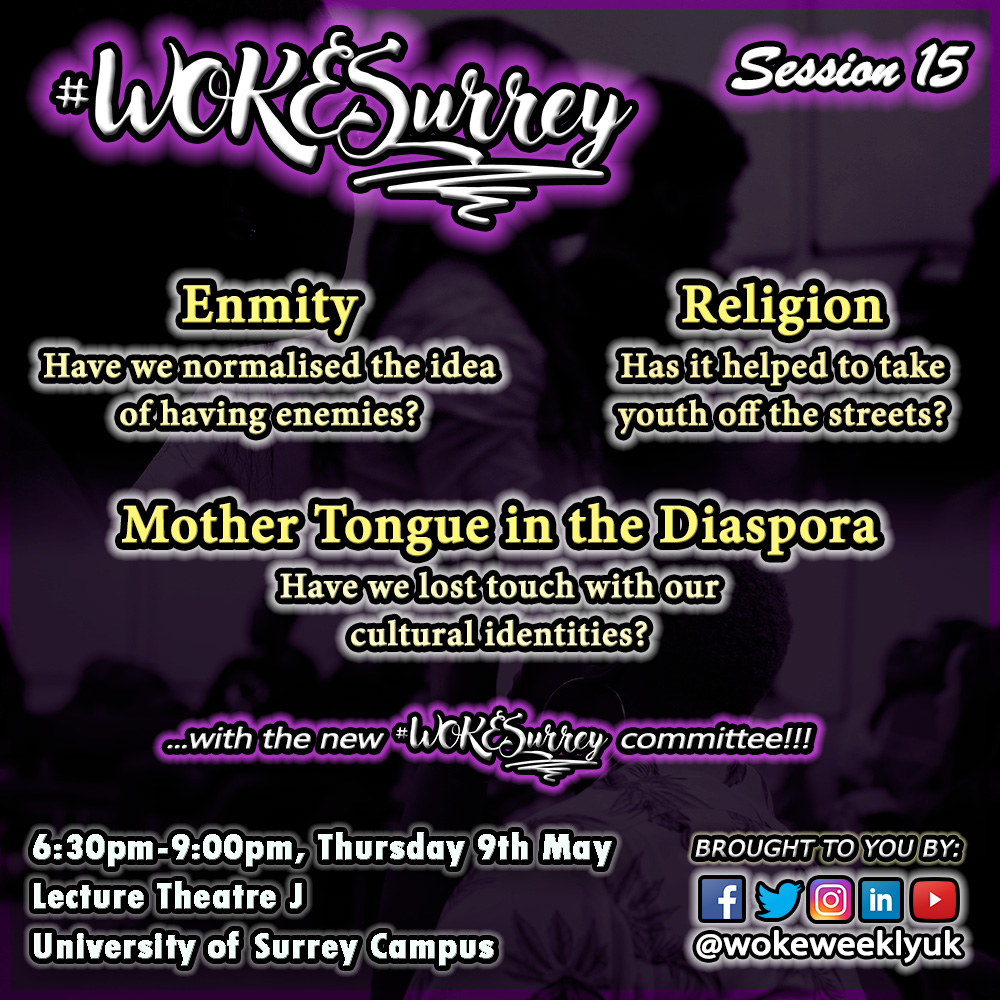 #WOKESurrey
Session 15
Enmity
Have we normalised the idea
of having enemies?
Religion
Has it helped to take
youth off the streets?
Mother Tongue in the Diaspora
Have we lost touch with our
cultural identities?
...with the new #WOKESurrey committee!!!
6:30pm-9:00pm, Thursday 9th May
Lecture Theatre J
University of Surrey Campus
BROUGHT TO YOU BY:
@wokeweeklyuk